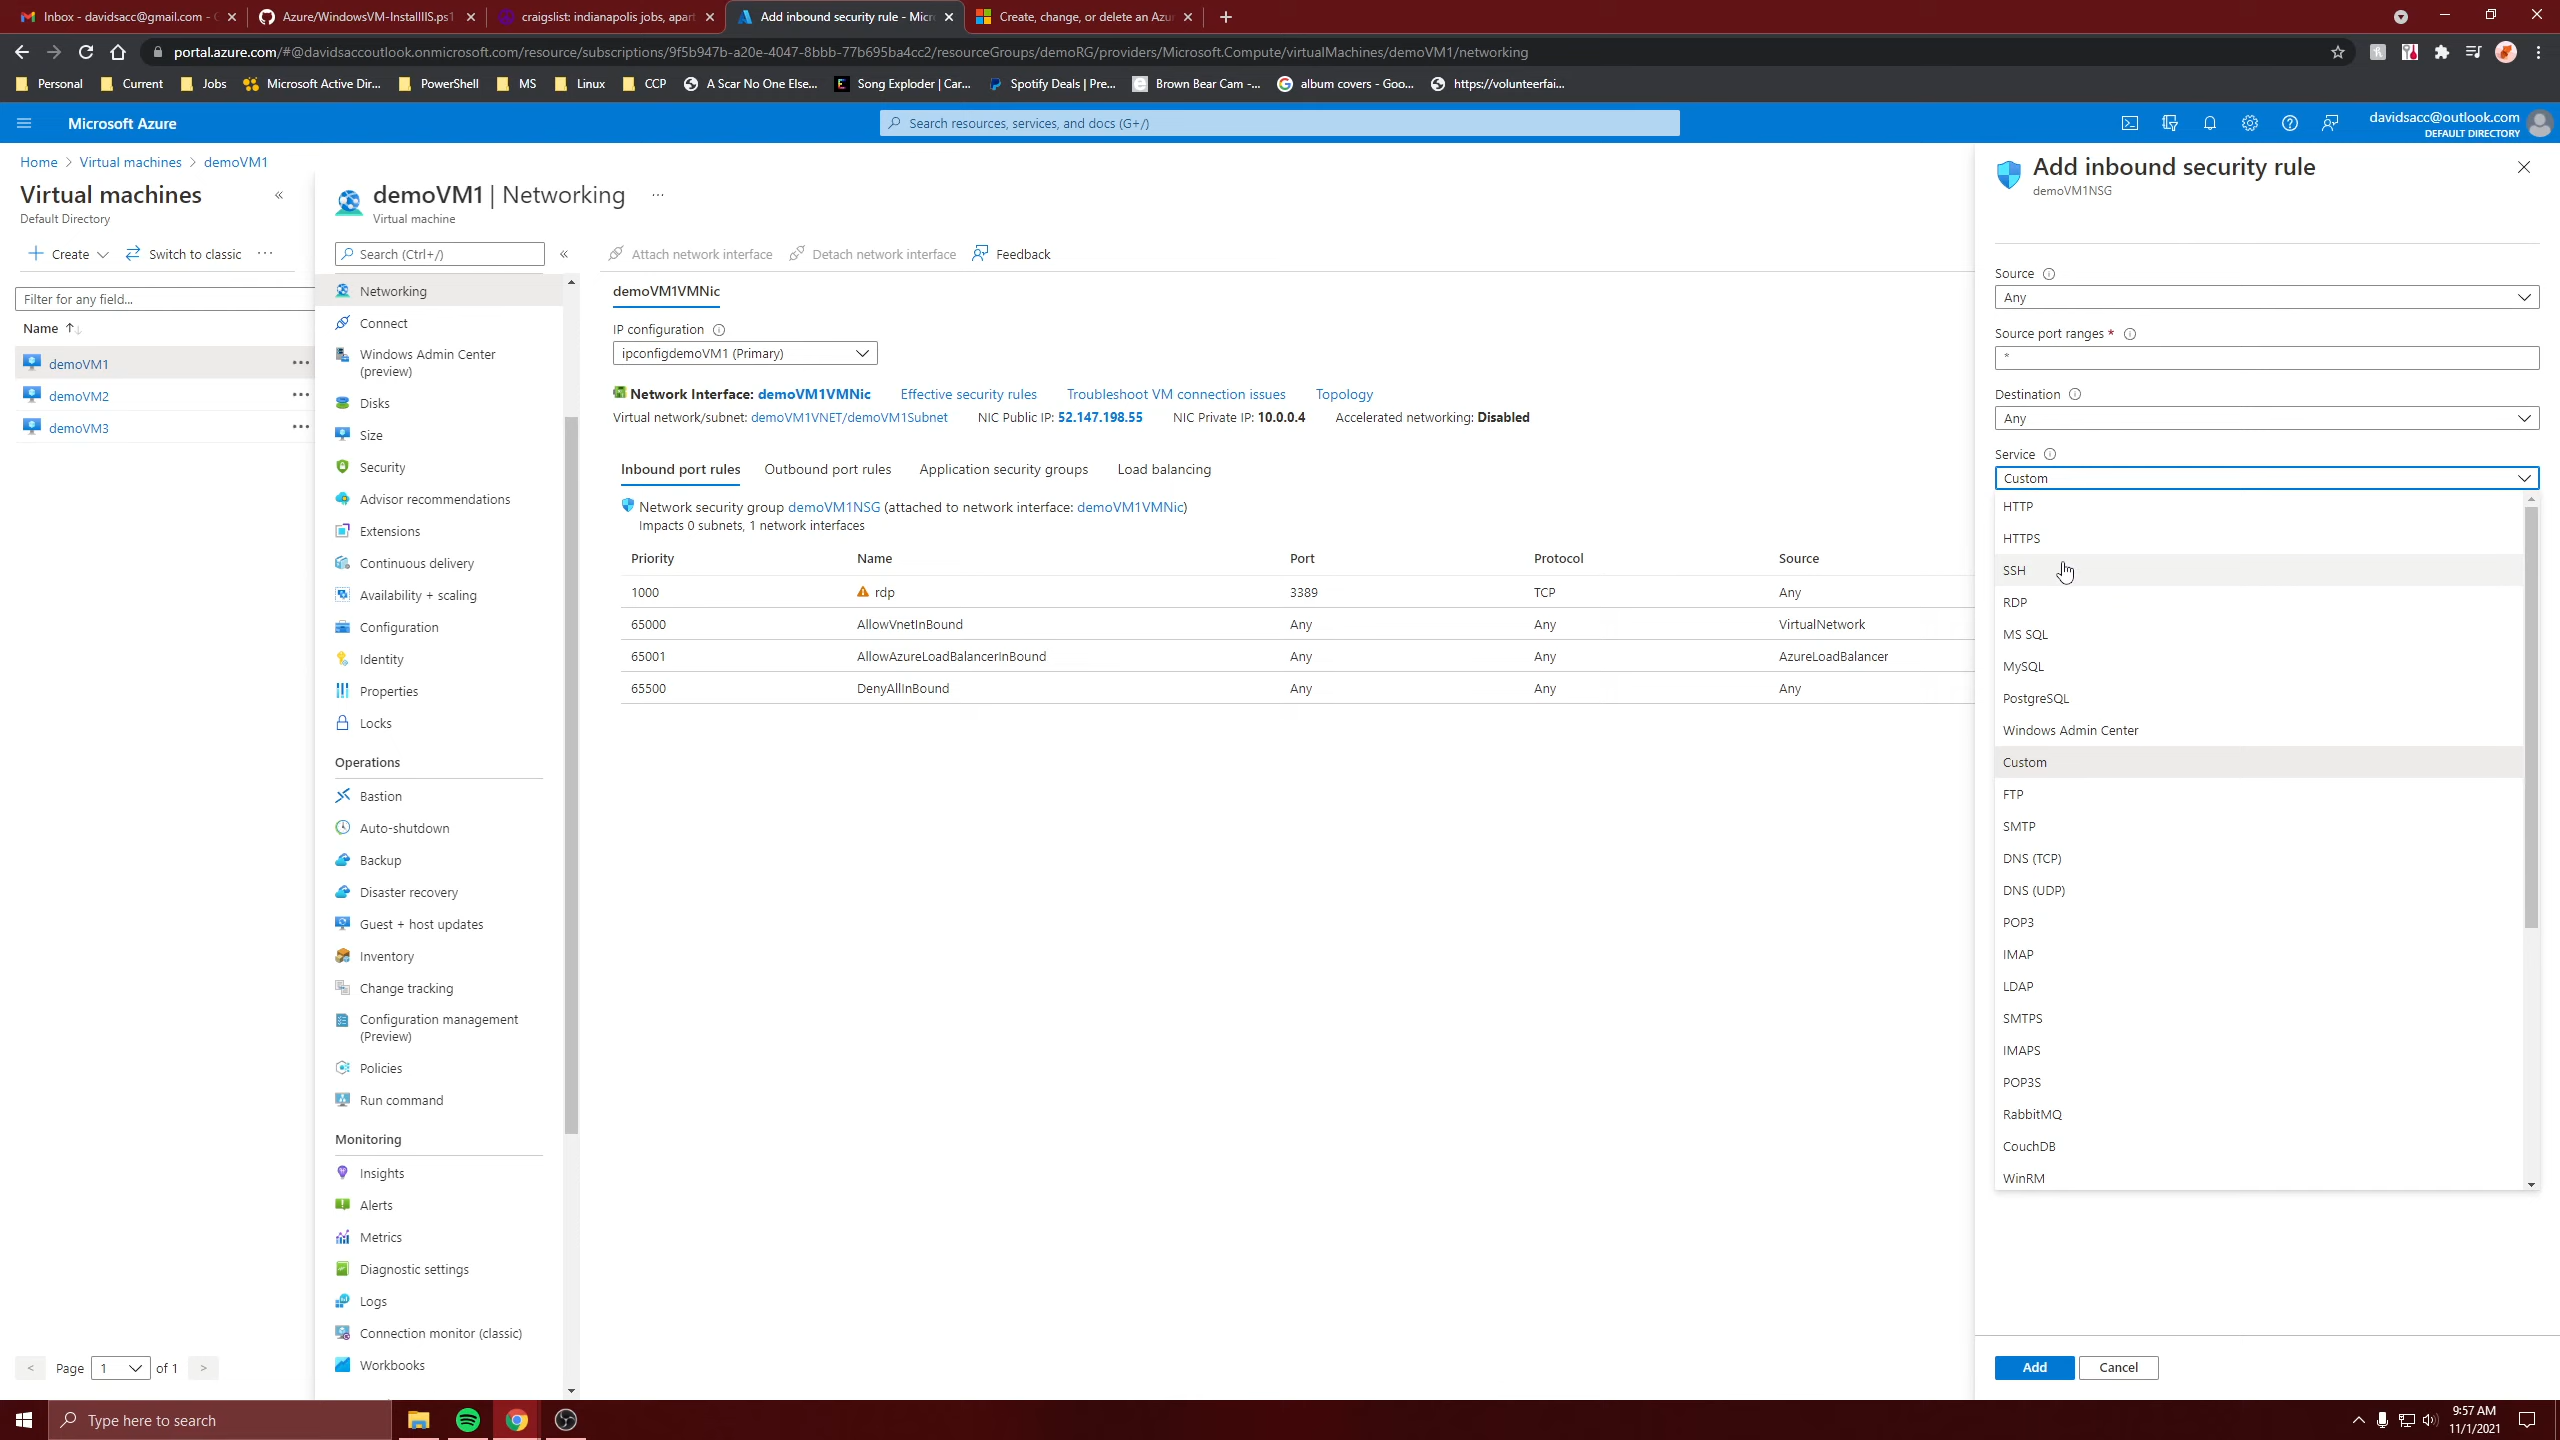 Inbox - davidsacc@gmail.com -
Azure/WindowsVM-InstallIIS.ps1
craigslist: indianapolis jobs, apar
Add inbound security rule - Micr
Create, change, or delete an Azu
portal.azure.com/#@davidsaccoutlook.onmicrosoft.com/resource/subscriptions/9f5b947b-a20e-4047-8bbb-77b695ba4cc2/resourceGroups/demoRG/providers/Microsoft.Compute/virtualMachines/demoVM1/networking
Personal
Current
Jobs
Microsoft Active Dir...
PowerShell
MS
Linux
CCP
A Scar No One Else...
Song Exploder (Car...
Spotify Deals | Pre...
Brown Bear Cam -...
album covers - Goo...
https://volunteerfai...
Microsoft Azure
Search resources, services, and docs (G+/)
davidsacc@outlook.com
DEFAULT DIRECTORY
Home > Virtual machines > demoVM1
Virtual machines «
Default Directory
Create
Switch to classic
...
Filter for any field...
Name ↑↓
demoVM1 ...
demoVM2 ...
demoVM3 ...
< Page 1 of 1 >
demoVM1 | Networking ...
Virtual machine
Search (Ctrl+/) «
Networking
Connect
Windows Admin Center
(preview)
Disks
Size
Security
Advisor recommendations
Extensions
Continuous delivery
Availability + scaling
Configuration
Identity
Properties
Locks
Operations
Bastion
Auto-shutdown
Backup
Disaster recovery
Guest + host updates
Inventory
Change tracking
Configuration management
(Preview)
Policies
Run command
Monitoring
Insights
Alerts
Metrics
Diagnostic settings
Logs
Connection monitor (classic)
Workbooks
Attach network interface
Detach network interface
Feedback
demoVM1VMNic
IP configuration
ipconfigdemoVM1 (Primary)
Network Interface: demoVM1VMNic Effective security rules Troubleshoot VM connection issues Topology
Virtual network/subnet: demoVM1VNET/demoVM1Subnet NIC Public IP: 52.147.198.55 NIC Private IP: 10.0.0.4 Accelerated networking: Disabled
Inbound port rules Outbound port rules Application security groups Load balancing
Network security group demoVM1NSG (attached to network interface: demoVM1VMNic)
Impacts 0 subnets, 1 network interfaces
Priority Name Port Protocol Source
1000 rdp 3389 TCP Any
65000 AllowVnetInBound Any Any VirtualNetwork
65001 AllowAzureLoadBalancerInBound Any Any AzureLoadBalancer
65500 DenyAllInBound Any Any Any
Add inbound security rule
demoVM1NSG
Source
Any
Source port ranges *
*
Destination
Any
Service
Custom
HTTP
HTTPS
SSH
RDP
MS SQL
MySQL
PostgreSQL
Windows Admin Center
Custom
FTP
SMTP
DNS (TCP)
DNS (UDP)
POP3
IMAP
LDAP
SMTPS
IMAPS
POP3S
RabbitMQ
CouchDB
WinRM
Add
Cancel
Type here to search
9:57 AM
11/1/2021